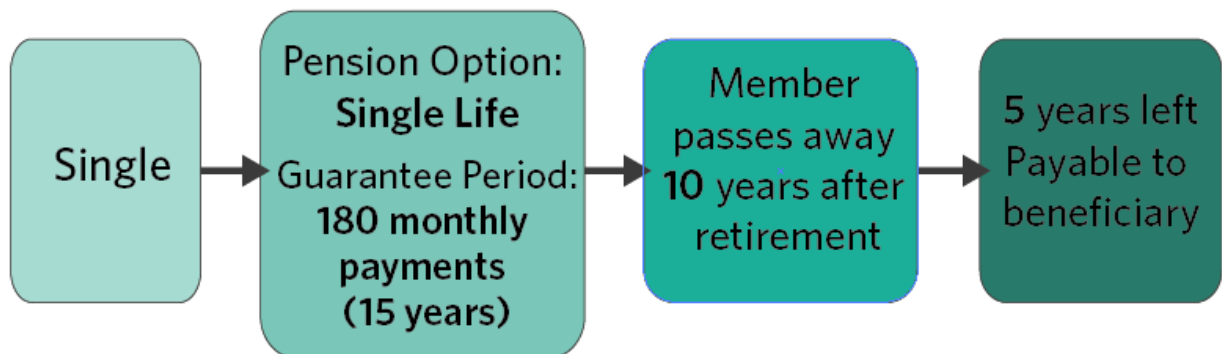 Single
Pension Option:
Single Life
Guarantee Period:
180 monthly
payments
(15 years)
Member
passes away
10 years after
retirement
5 years left
Payable to
beneficiary